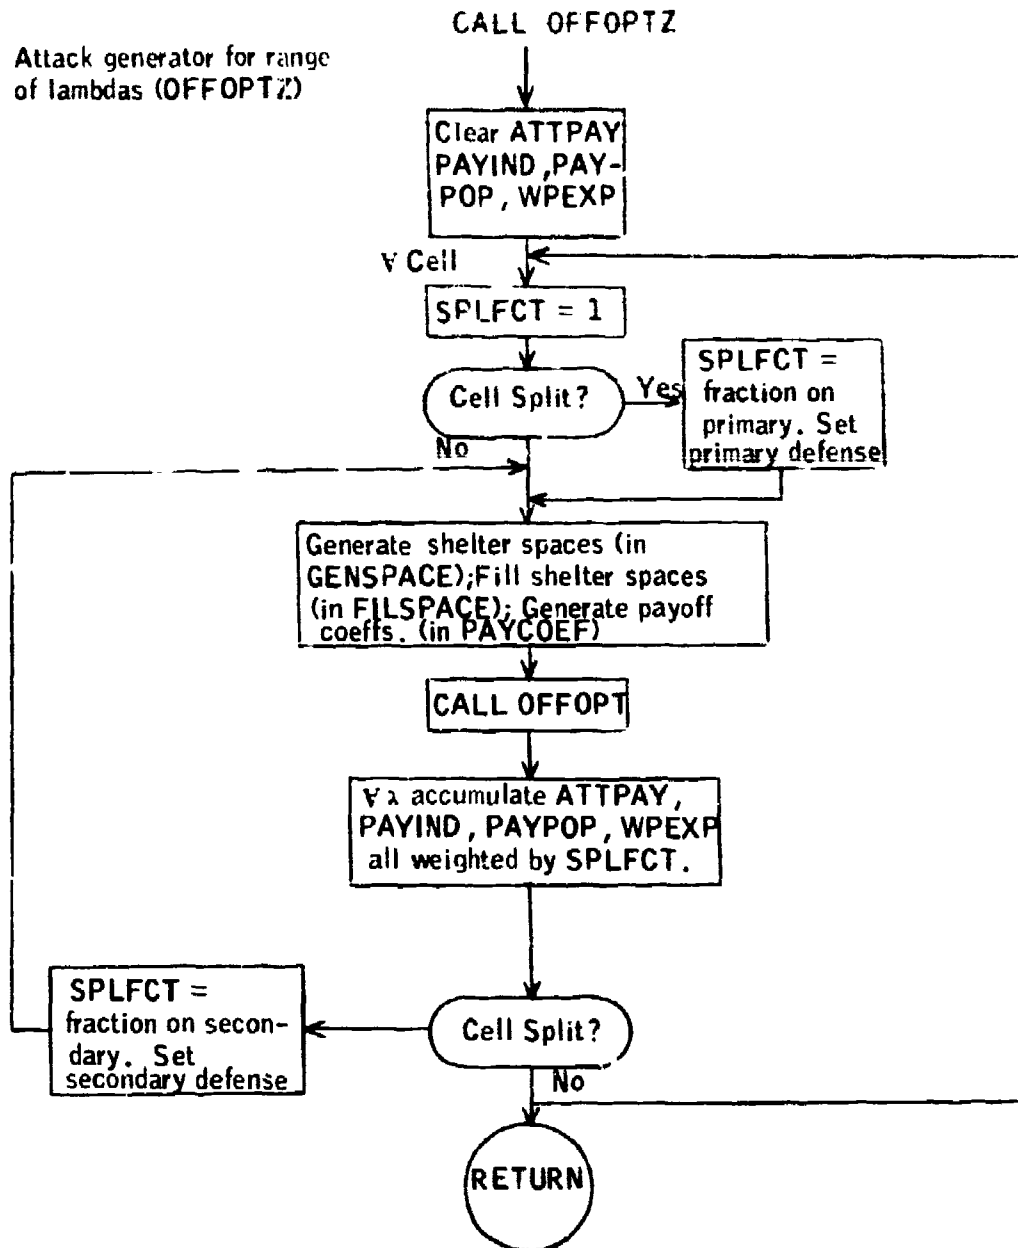 CALL OFFOPTZ
Attack generator for range
of lambdas (OFFOPTZ)
Clear ATTPAY
PAYIND, PAY-
POP, WPEXP
∀ Cell
SPLFCT = 1
Cell Split?
Yes
SPLFCT =
fraction on
primary. Set
primary defense
No
Generate shelter spaces (in
GENSPACE); Fill shelter spaces
(in FILSPACE); Generate payoff
coeffs. (in PAYCOEF)
CALL OFFOPT
∀ λ accumulate ATTPAY,
PAYIND, PAYPOP, WPEXP
all weighted by SPLFCT.
SPLFCT =
fraction on secon-
dary. Set
secondary defense
Cell Split?
No
RETURN